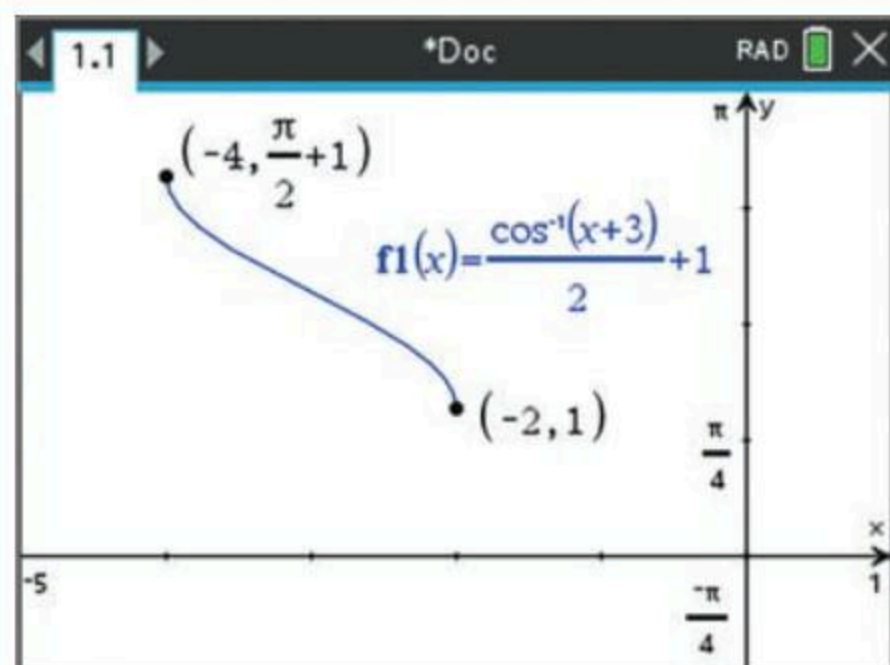 1.1 *Doc RAD
π y
(-4, π/2+1)
f1(x)=cos⁻¹(x+3)/2+1
(-2,1)
π/4
x
-5 1
-π/4